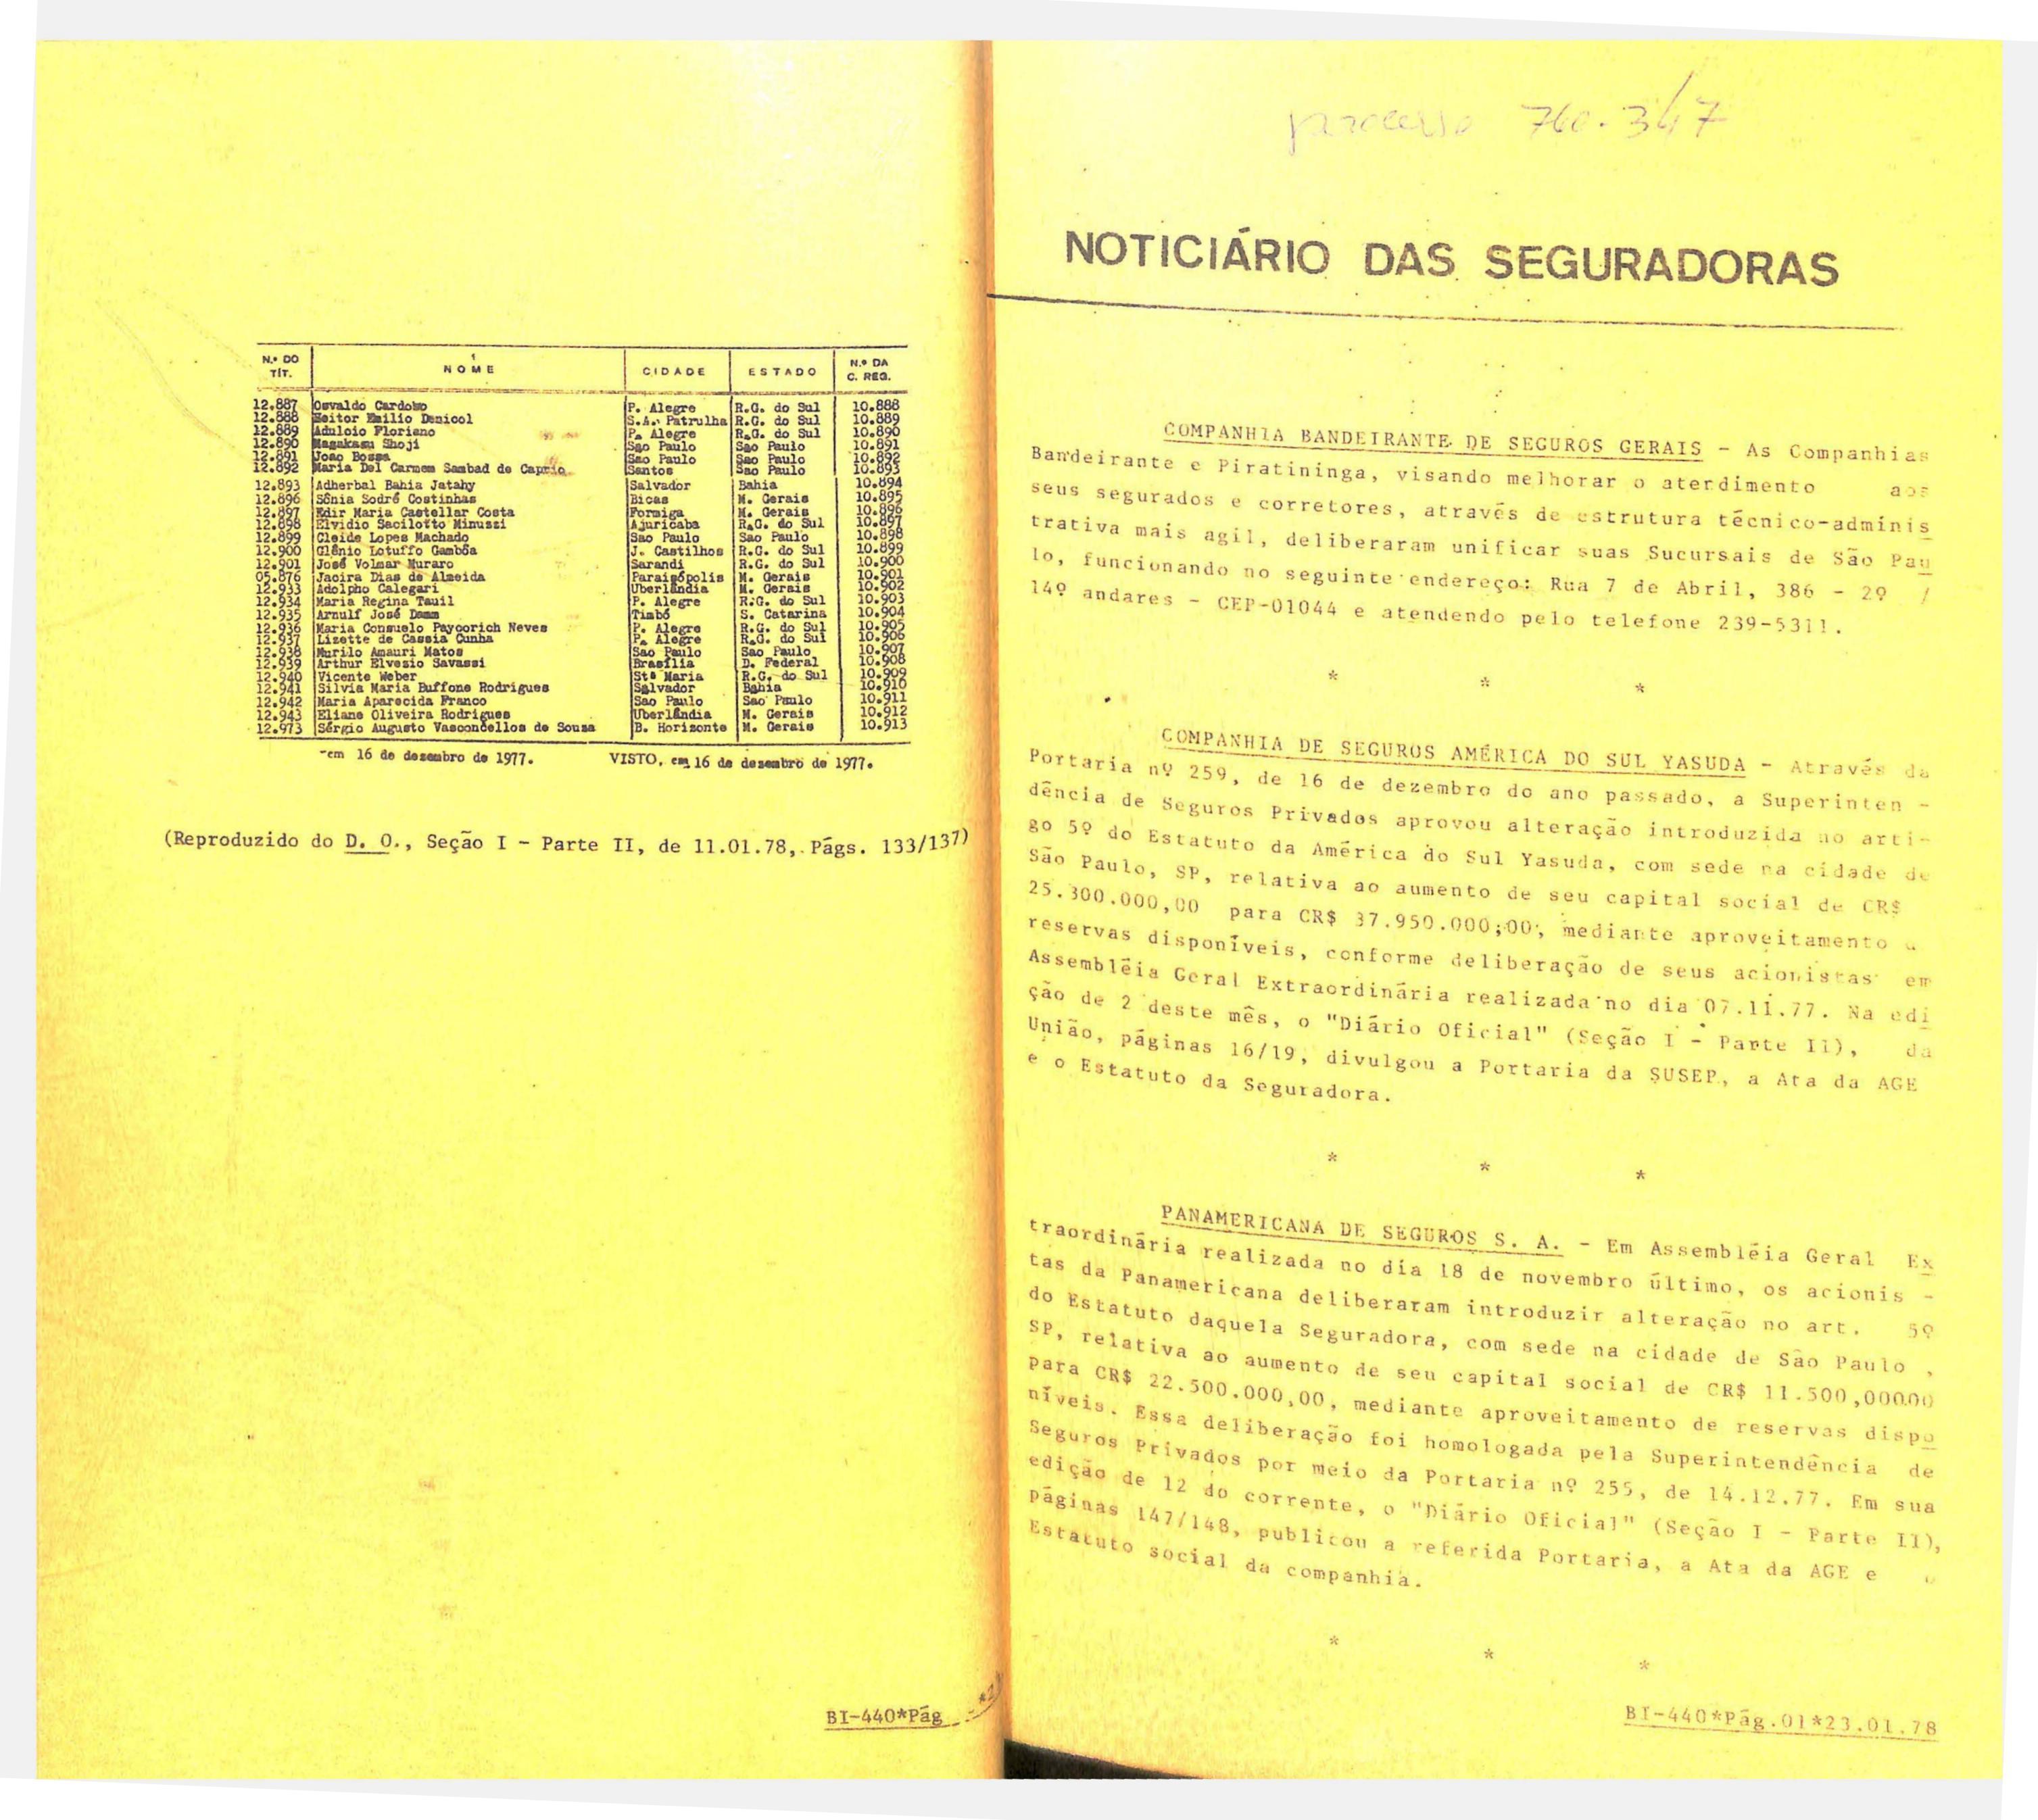 N.º DO TÍT. NOME CIDADE ESTADO N.º DA C. REG.
12.887 Osvaldo Cardoso P. Alegre R.G. do Sul 10.888
12.888 Heitor Emilio Danicol S.A. Patrulha R.G. do Sul 10.889
12.889 Floriano P. Alegre R.G. do Sul 10.890
12.890 Shoji Sao Paulo Sao Paulo 10.891
12.891 Joao Bossa Sao Paulo Sao Paulo 10.892
12.892 Maria Del Carmem Sambad de Caprio Santos Sao Paulo 10.893
12.893 Adherbal Bahia Jatahy Salvador Bahia 10.894
12.896 Sônia Sodré Costinhas Bicas M. Gerais 10.895
12.897 Edir Maria Castellar Costa Formiga M. Gerais 10.896
12.898 Elvidio Sacilotto Minussi Ajuricaba R.G. do Sul 10.897
12.899 Cleide Lopes Machado Sao Paulo Sao Paulo 10.898
12.900 Glênio Lotuffo Gambôa J. Castilhos R.G. do Sul 10.899
12.901 José Volmar Muraro Sarandi R.G. do Sul 10.900
05.876 Jacira Dias de Almeida Paraisópolis M. Gerais 10.901
12.933 Adolpho Calegari Uberlândia M. Gerais 10.902
12.934 Maria Regina Tauil P. Alegre R.G. do Sul 10.903
12.935 Arnulf José Timbó S. Catarina 10.904
12.936 Maria Consuelo Paycorich Neves P. Alegre R.G. do Sul 10.905
12.937 Lizette de Cassia Cunha P. Alegre R.G. do Sul 10.906
12.938 Murilo Amauri Matos Sao Paulo Sao Paulo 10.907
12.939 Arthur Elvesio Savassi Brasília D. Federal 10.908
12.940 Vicente Weber Stª Maria R.G. do Sul 10.909
12.941 Silvia Maria Buffone Rodrigues Salvador Bahia 10.910
12.942 Maria Aparecida Franco Sao Paulo Sao Paulo 10.911
12.943 Eliane Oliveira Rodrigues Uberlândia M. Gerais 10.912
12.973 Sérgio Augusto Vasconcellos de Sousa B. Horizonte M. Gerais 10.913
em 16 de desembro de 1977. VISTO, em 16 de desembro de 1977.
(Reproduzido do D. O., Seção I - Parte II, de 11.01.78, Págs. 133/137)
BI-440*Pág
processo 760.347
NOTICIÁRIO DAS SEGURADORAS
COMPANHIA BANDEIRANTE DE SEGUROS GERAIS - As Companhias
Bandeirante e Piratininga, visando melhorar o atendimento aos
seus segurados e corretores, através de estrutura técnico-adminis
trativa mais agil, deliberaram unificar suas Sucursais de São Pau
lo, funcionando no seguinte endereço: Rua 7 de Abril, 386 - 2º /
14º andares - CEP-01044 e atendendo pelo telefone 239-5311.
* * *
COMPANHIA DE SEGUROS AMÉRICA DO SUL YASUDA - Através da
Portaria nº 259, de 16 de dezembro do ano passado, a Superinten -
dência de Seguros Privados aprovou alteração introduzida no arti-
go 5º do Estatuto da América do Sul Yasuda, com sede na cidade de
São Paulo, SP, relativa ao aumento de seu capital social de CR$
25.300.000,00 para CR$ 37.950.000,00, mediante aproveitamento
reservas disponíveis, conforme deliberação de seus acionistas em
Assembléia Geral Extraordinária realizada no dia 07.11.77. Na edi
ção de 2 deste mês, o "Diário Oficial" (Seção I - Parte II), da
União, páginas 16/19, divulgou a Portaria da SUSEP, a Ata da AGE
e o Estatuto da Seguradora.
* * *
PANAMERICANA DE SEGUROS S. A. - Em Assembléia Geral Ex
traordinária realizada no dia 18 de novembro último, os acionis -
tas da Panamericana deliberaram introduzir alteração no art. 5º
do Estatuto daquela Seguradora, com sede na cidade de São Paulo ,
SP, relativa ao aumento de seu capital social de CR$ 11.500,000.00
para CR$ 22.500.000,00, mediante aproveitamento de reservas dispo
níveis. Essa deliberação foi homologada pela Superintendência de
Seguros Privados por meio da Portaria nº 255, de 14.12.77. Em sua
edição de 12 do corrente, o "Diário Oficial" (Seção I - Parte II),
páginas 147/148, publicou a referida Portaria, a Ata da AGE e o
Estatuto social da companhia.
* * *
BI-440*Pág.01*23.01.78